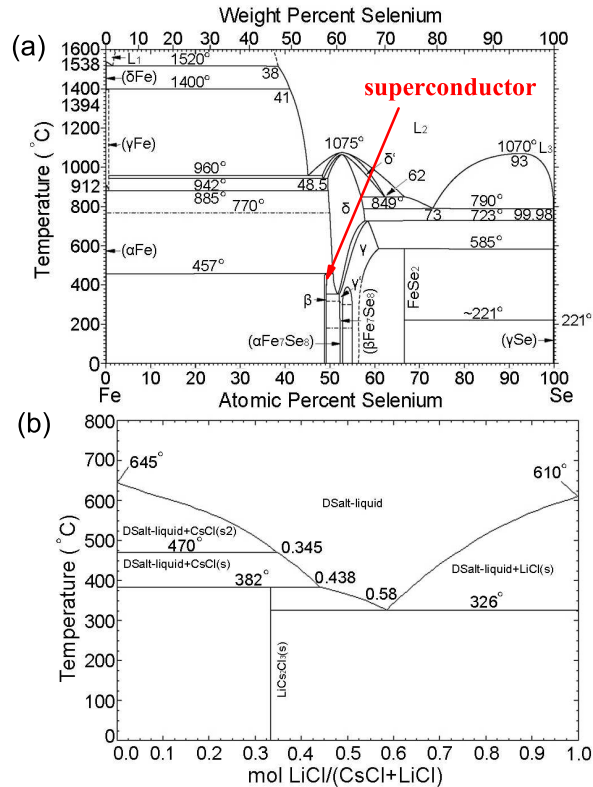 Weight Percent Selenium
0 10 20 30 40 50 60 70 80 90 100
(a)
Temperature (°C)
1600
1538
1400
1394
1200
1000
912
800
600
400
200
0
L1
1520°
38
(δFe)
1400°
41
superconductor
L2
(γFe)
1075°
δ'
1070° L3
93
960°
62
942°
48.5
885°
849°
790°
770°
δ
73
723°
99.98
(αFe)
γ
585°
457°
FeSe2
β
γ'
~221°
221°
(αFe7Se8)
(βFe7Se8)
(γSe)
0 10 20 30 40 50 60 70 80 90 100
Fe
Atomic Percent Selenium
Se
(b)
Temperature (°C)
800
700
600
500
400
300
200
100
0
645°
610°
DSalt-liquid
DSalt-liquid+CsCl(s2)
470°
0.345
DSalt-liquid+CsCl(s)
DSalt-liquid+LiCl(s)
382°
0.438
0.58
326°
LiCs2Cl3(s)
0.0 0.1 0.2 0.3 0.4 0.5 0.6 0.7 0.8 0.9 1.0
mol LiCl/(CsCl+LiCl)